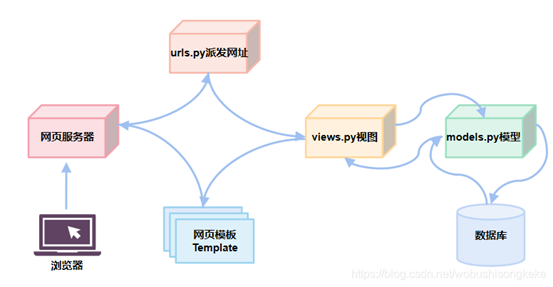 urls.py派发网址
网页服务器
views.py视图
models.py模型
网页模板
Template
数据库
浏览器
https://blog.csdn.net/wobushisongkeke